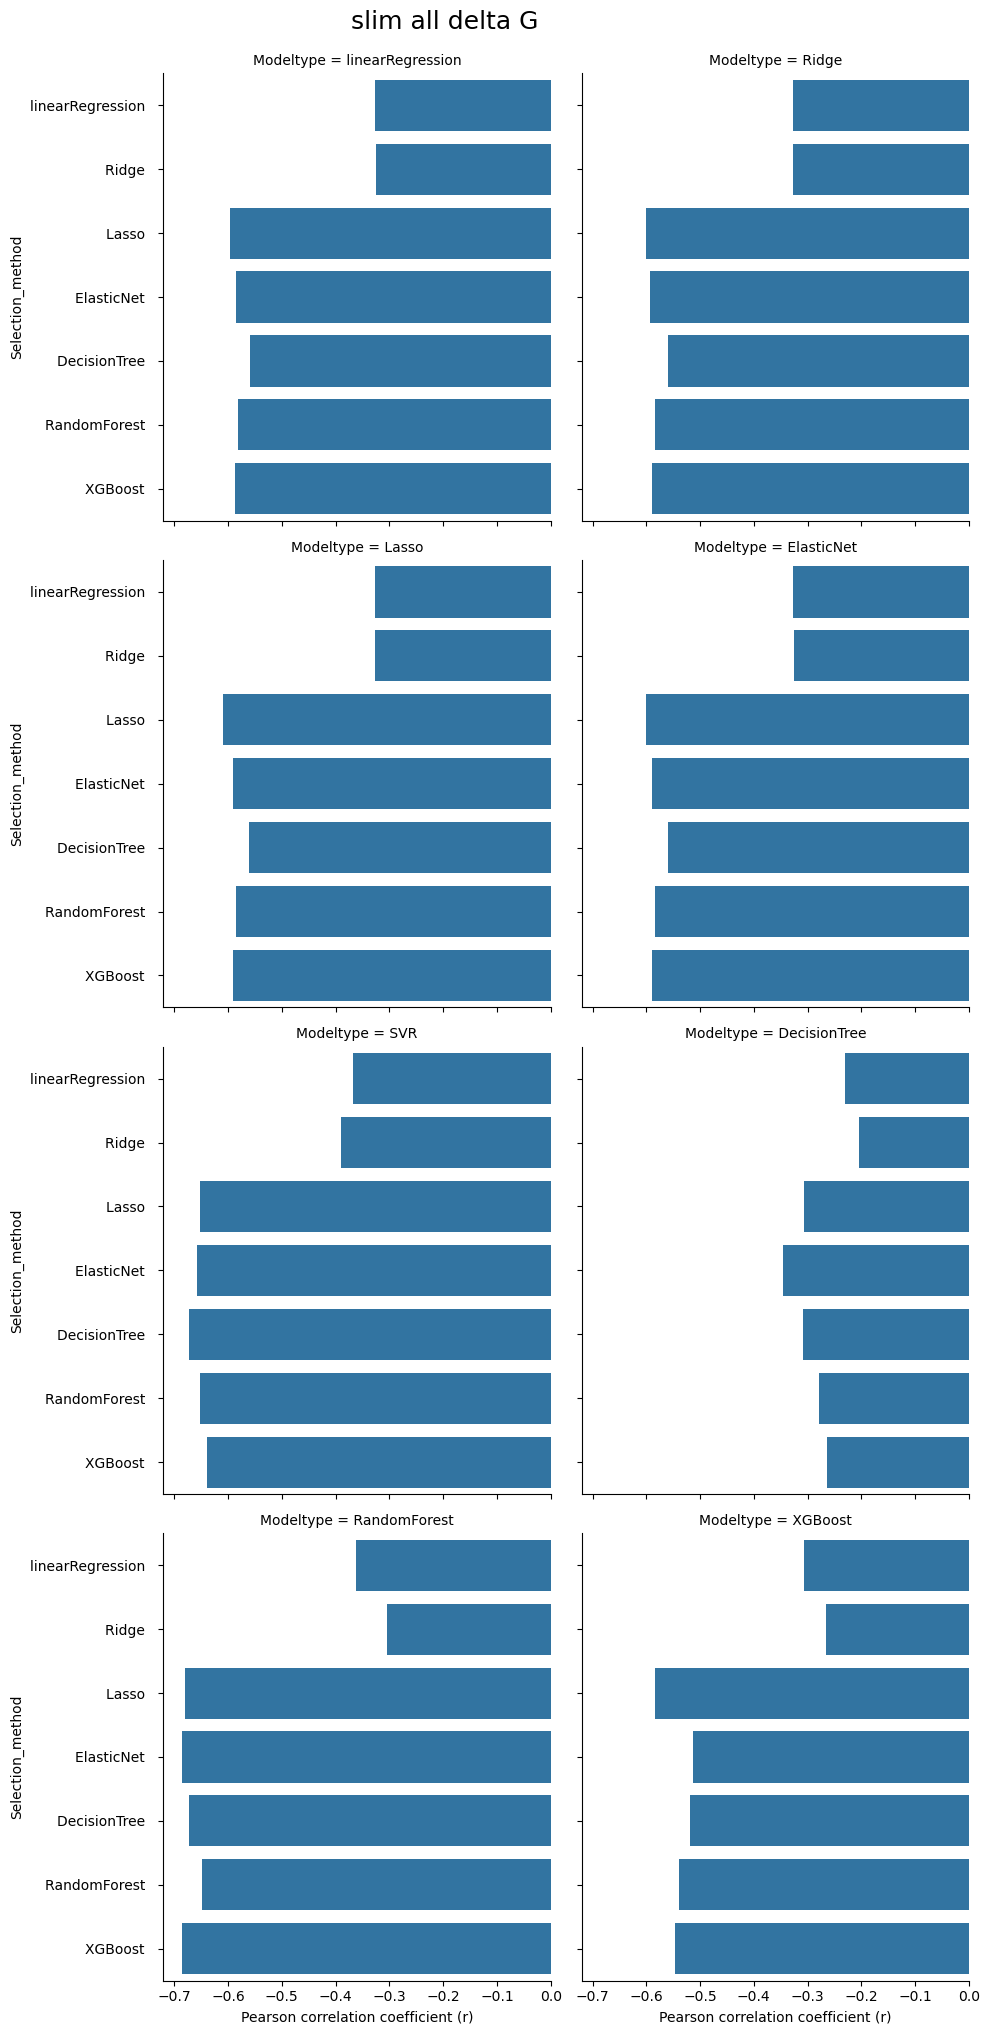 slim all delta G
Modeltype = linearRegression
Modeltype = Ridge
linearRegression
Ridge
Lasso
ElasticNet
DecisionTree
RandomForest
XGBoost
Selection_method
Modeltype = Lasso
Modeltype = ElasticNet
linearRegression
Ridge
Lasso
ElasticNet
DecisionTree
RandomForest
XGBoost
Selection_method
Modeltype = SVR
Modeltype = DecisionTree
linearRegression
Ridge
Lasso
ElasticNet
DecisionTree
RandomForest
XGBoost
Selection_method
Modeltype = RandomForest
Modeltype = XGBoost
linearRegression
Ridge
Lasso
ElasticNet
DecisionTree
RandomForest
XGBoost
Selection_method
−0.7 −0.6 −0.5 −0.4 −0.3 −0.2 −0.1 0.0
Pearson correlation coefficient (r)
−0.7 −0.6 −0.5 −0.4 −0.3 −0.2 −0.1 0.0
Pearson correlation coefficient (r)